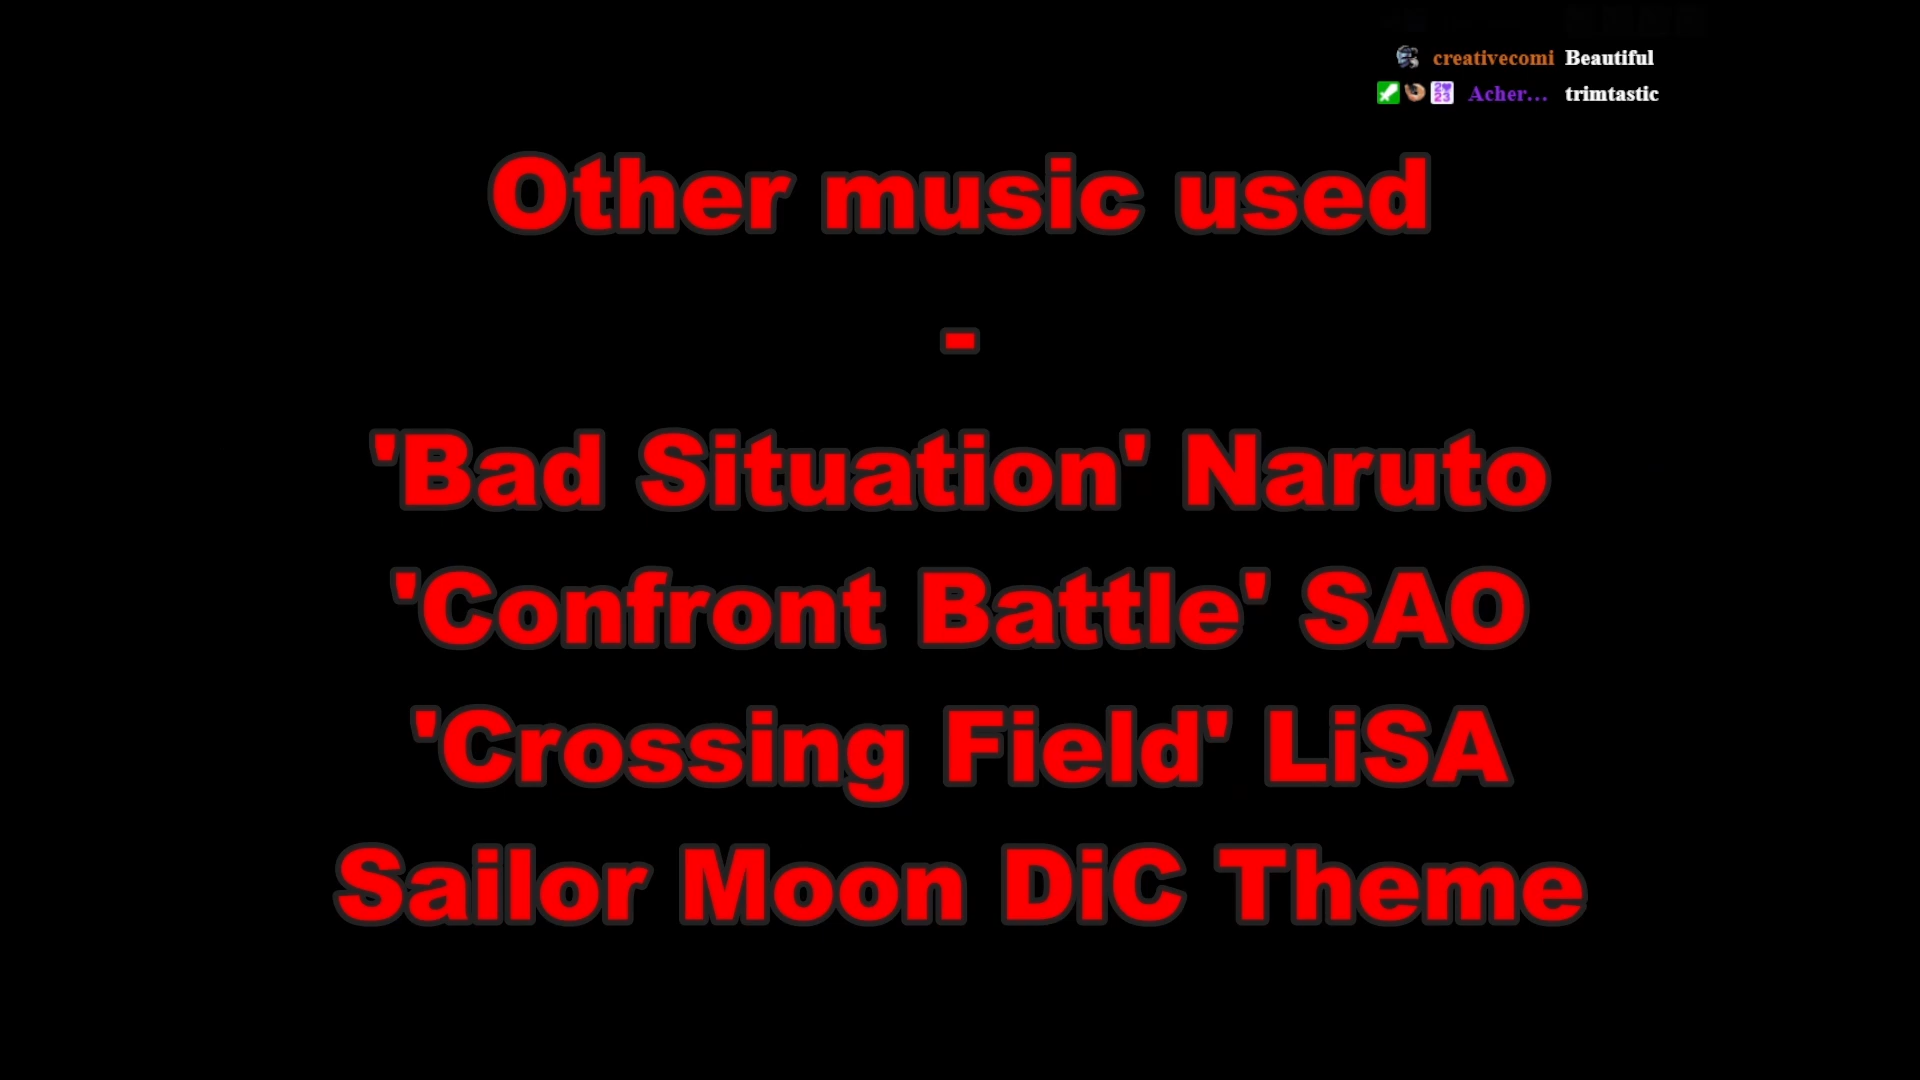 creativecomi Beautiful
Acher... trimtastic
Other music used
-
'Bad Situation' Naruto
'Confront Battle' SAO
'Crossing Field' LiSA
Sailor Moon DiC Theme